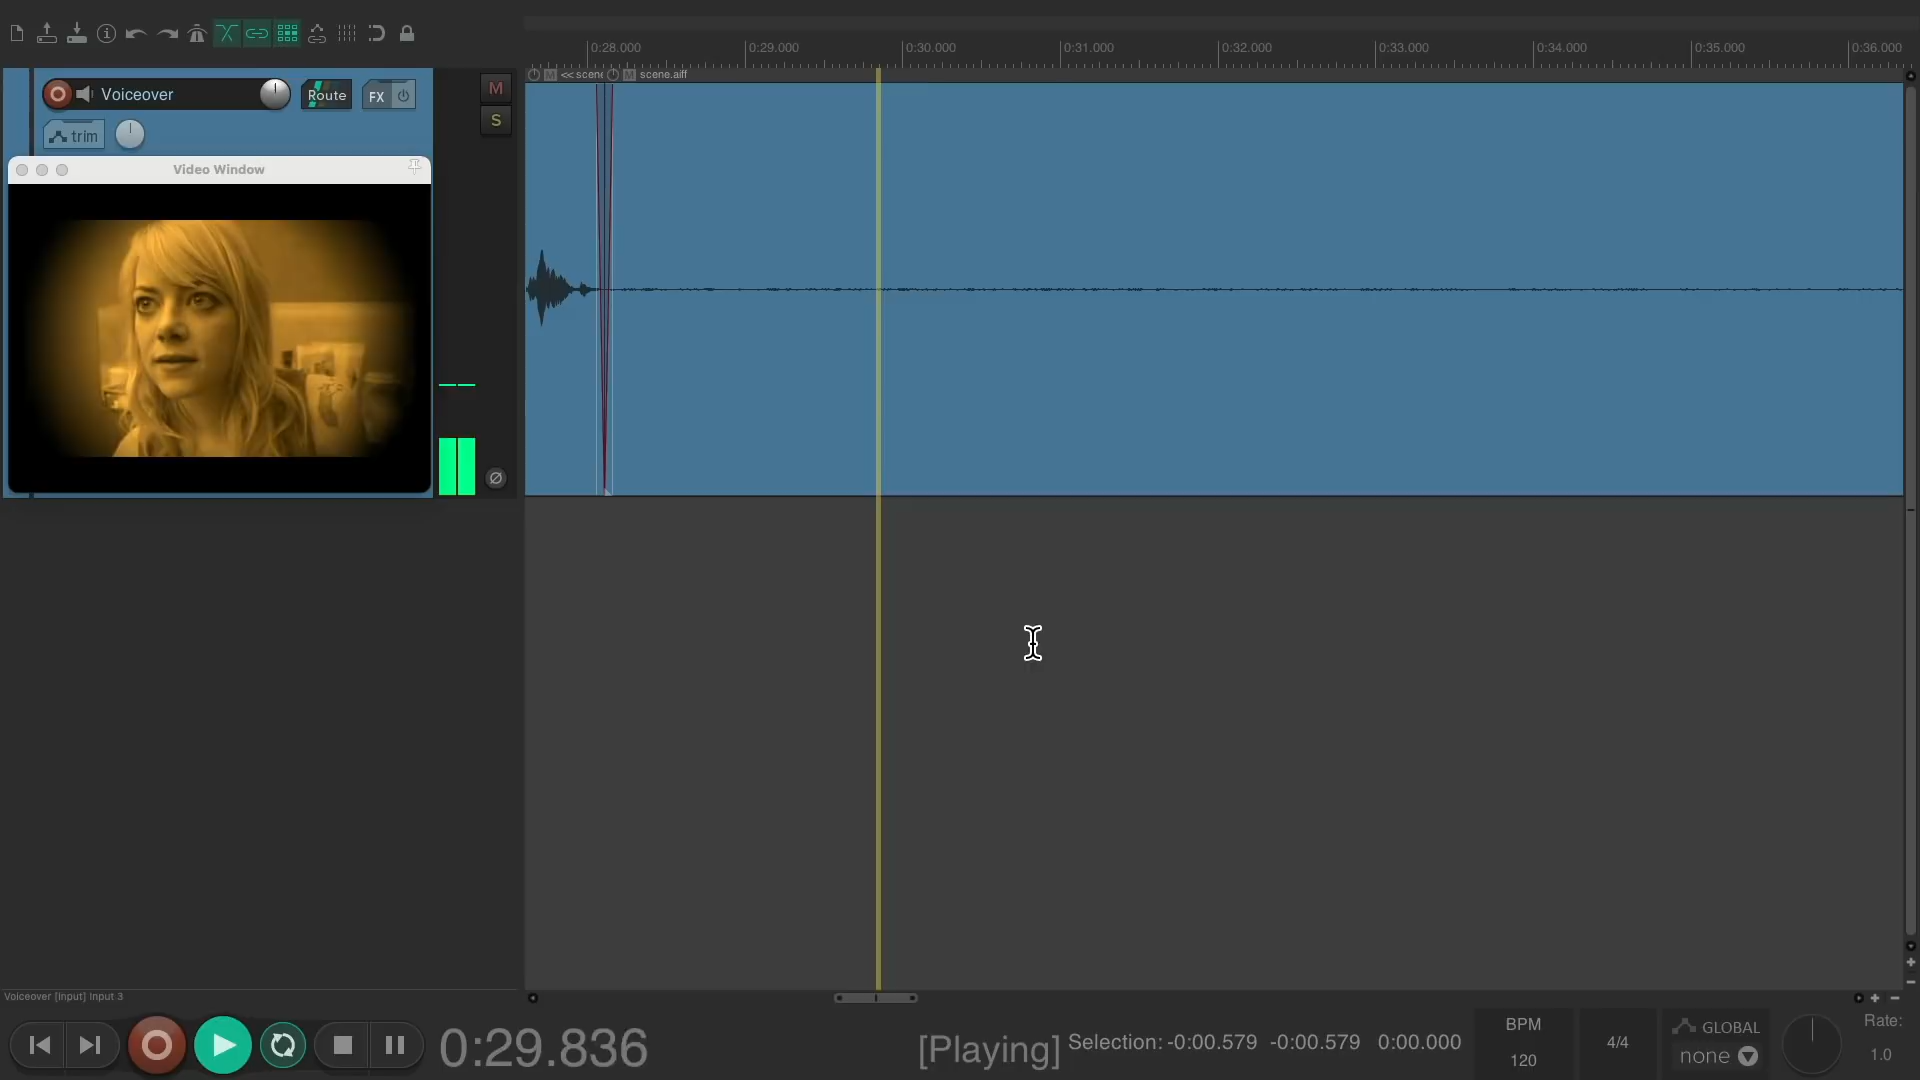 0:28.000 0:29.000 0:30.000 0:31.000 0:32.000 0:33.000 0:34.000 0:35.000 0:36.000
M << scene M scene.aiff
Voiceover Route FX M
S
trim
Video Window
Voiceover [Input] Input 3
0:29.836 [Playing] Selection: -0:00.579 -0:00.579 0:00.000
BPM
120
4/4
GLOBAL
none
Rate:
1.0